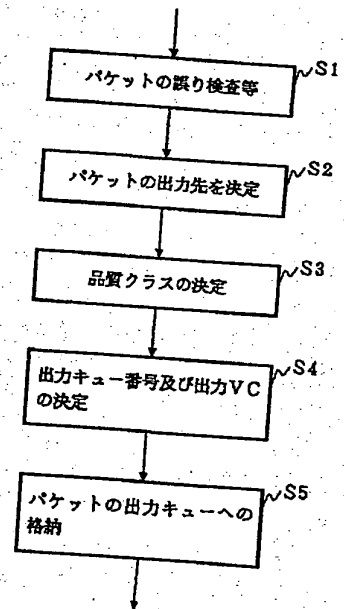 パケットの誤り検査等
S1
パケットの出力先を決定
S2
品質クラスの決定
S3
出力キュー番号及び出力VC
の決定
S4
パケットの出力キューへの
格納
S5